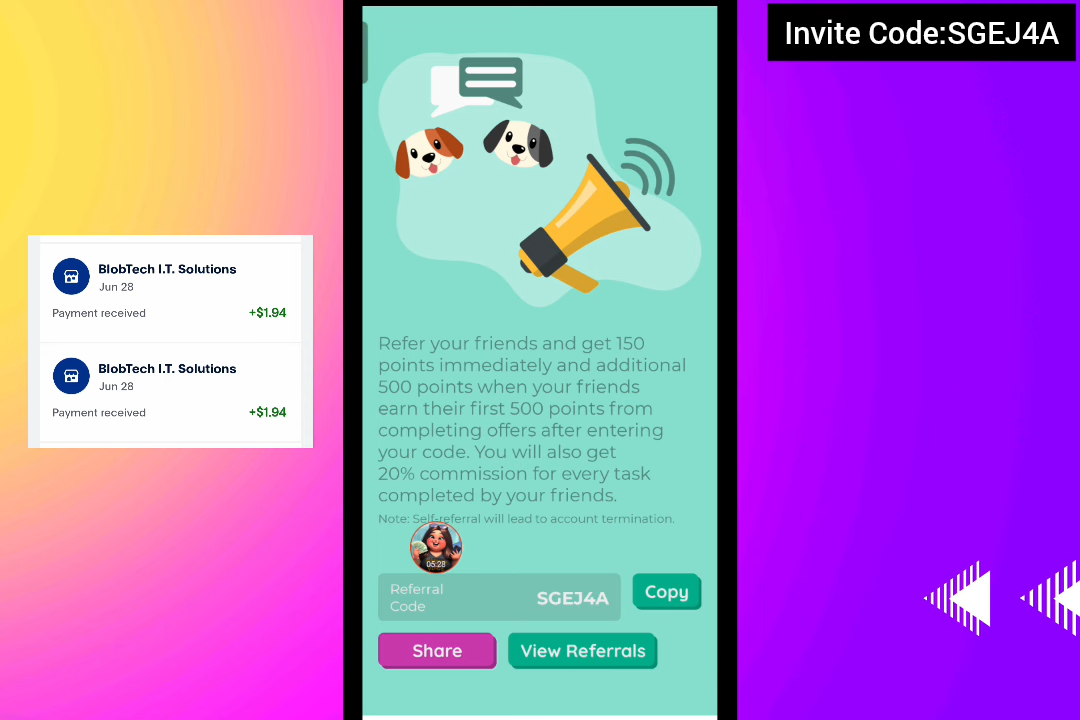 Invite Code:SGEJ4A
BlobTech I.T. Solutions
Jun 28
Payment received +$1.94
BlobTech I.T. Solutions
Jun 28
Payment received +$1.94
Refer your friends and get 150
points immediately and additional
500 points when your friends
earn their first 500 points from
completing offers after entering
your code. You will also get
20% commission for every task
completed by your friends.
Note: Self-referral will lead to account termination.
05:28
Referral
Code
SGEJ4A
Copy
Share
View Referrals